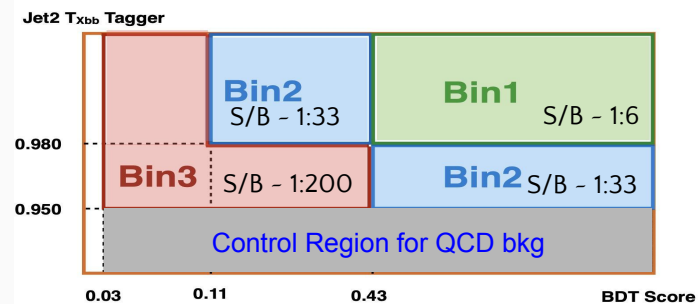 Jet2 TXbb Tagger
Bin2
S/B ~ 1:33
Bin1
S/B ~ 1:6
0.980
Bin3
S/B ~ 1:200
Bin2 S/B ~ 1:33
0.950
Control Region for QCD bkg
0.03 0.11 0.43 BDT Score